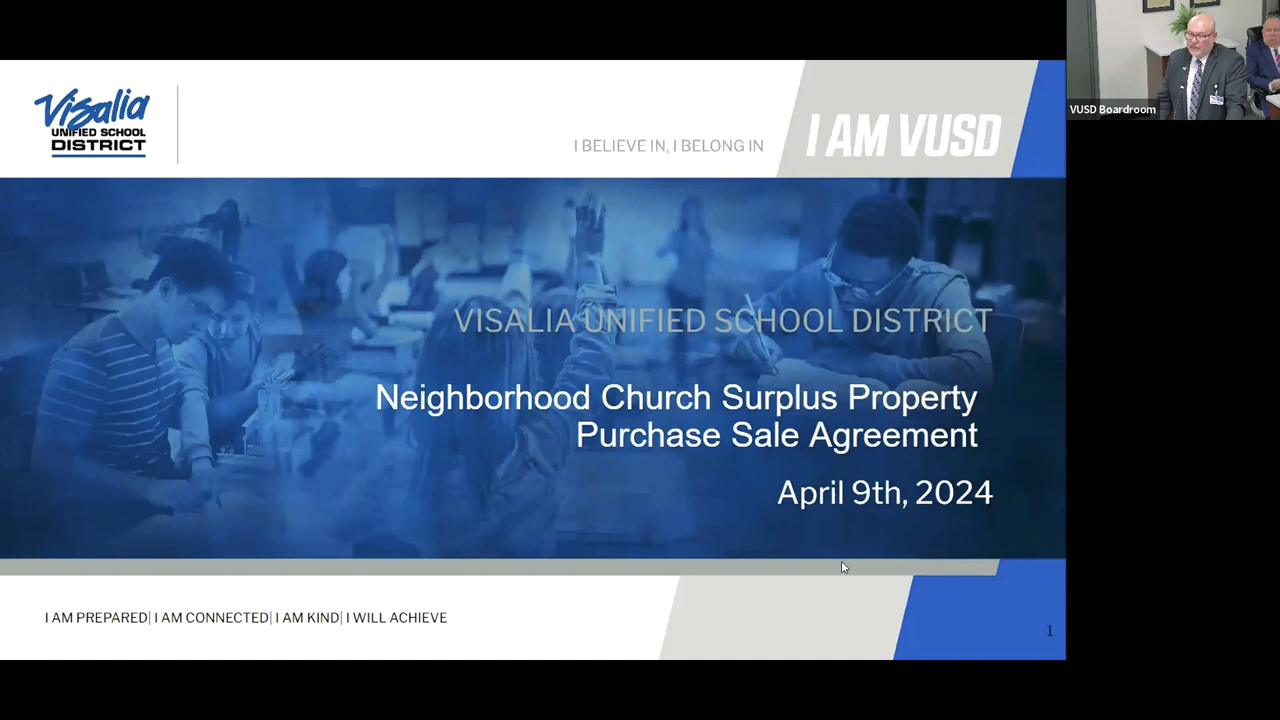 Visalia
UNIFIED SCHOOL
DISTRICT
I BELIEVE IN, I BELONG IN
I AM VUSD
VUSD Boardroom
VISALIA UNIFIED SCHOOL DISTRICT
Neighborhood Church Surplus Property
Purchase Sale Agreement
April 9th, 2024
I AM PREPARED| I AM CONNECTED| I AM KIND| I WILL ACHIEVE
1